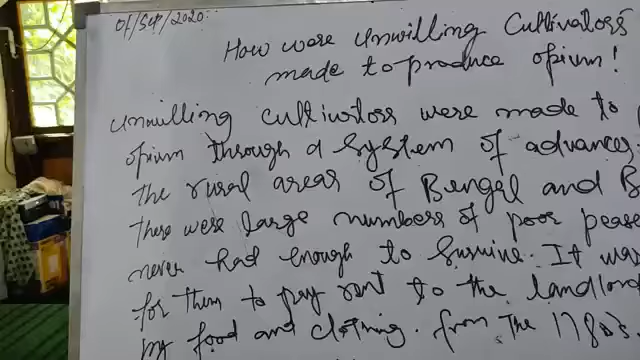 01/Sep/2020:
How were Unwilling Cultivators
made to produce opium!
Unwilling cultivators were made to
opium through a system of advances.
the rural areas of Bengel and B
there were large numbers of poor pease
never had enough to survive. It was
for them to pay rent to the landlord
food and clothing. from the 1780's